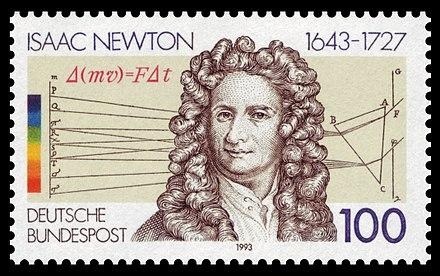 ISAAC NEWTON 1643-1727
Δ(mv)=FΔt
G
A
F
B
E
C
DEUTSCHE
BUNDESPOST
100
1993